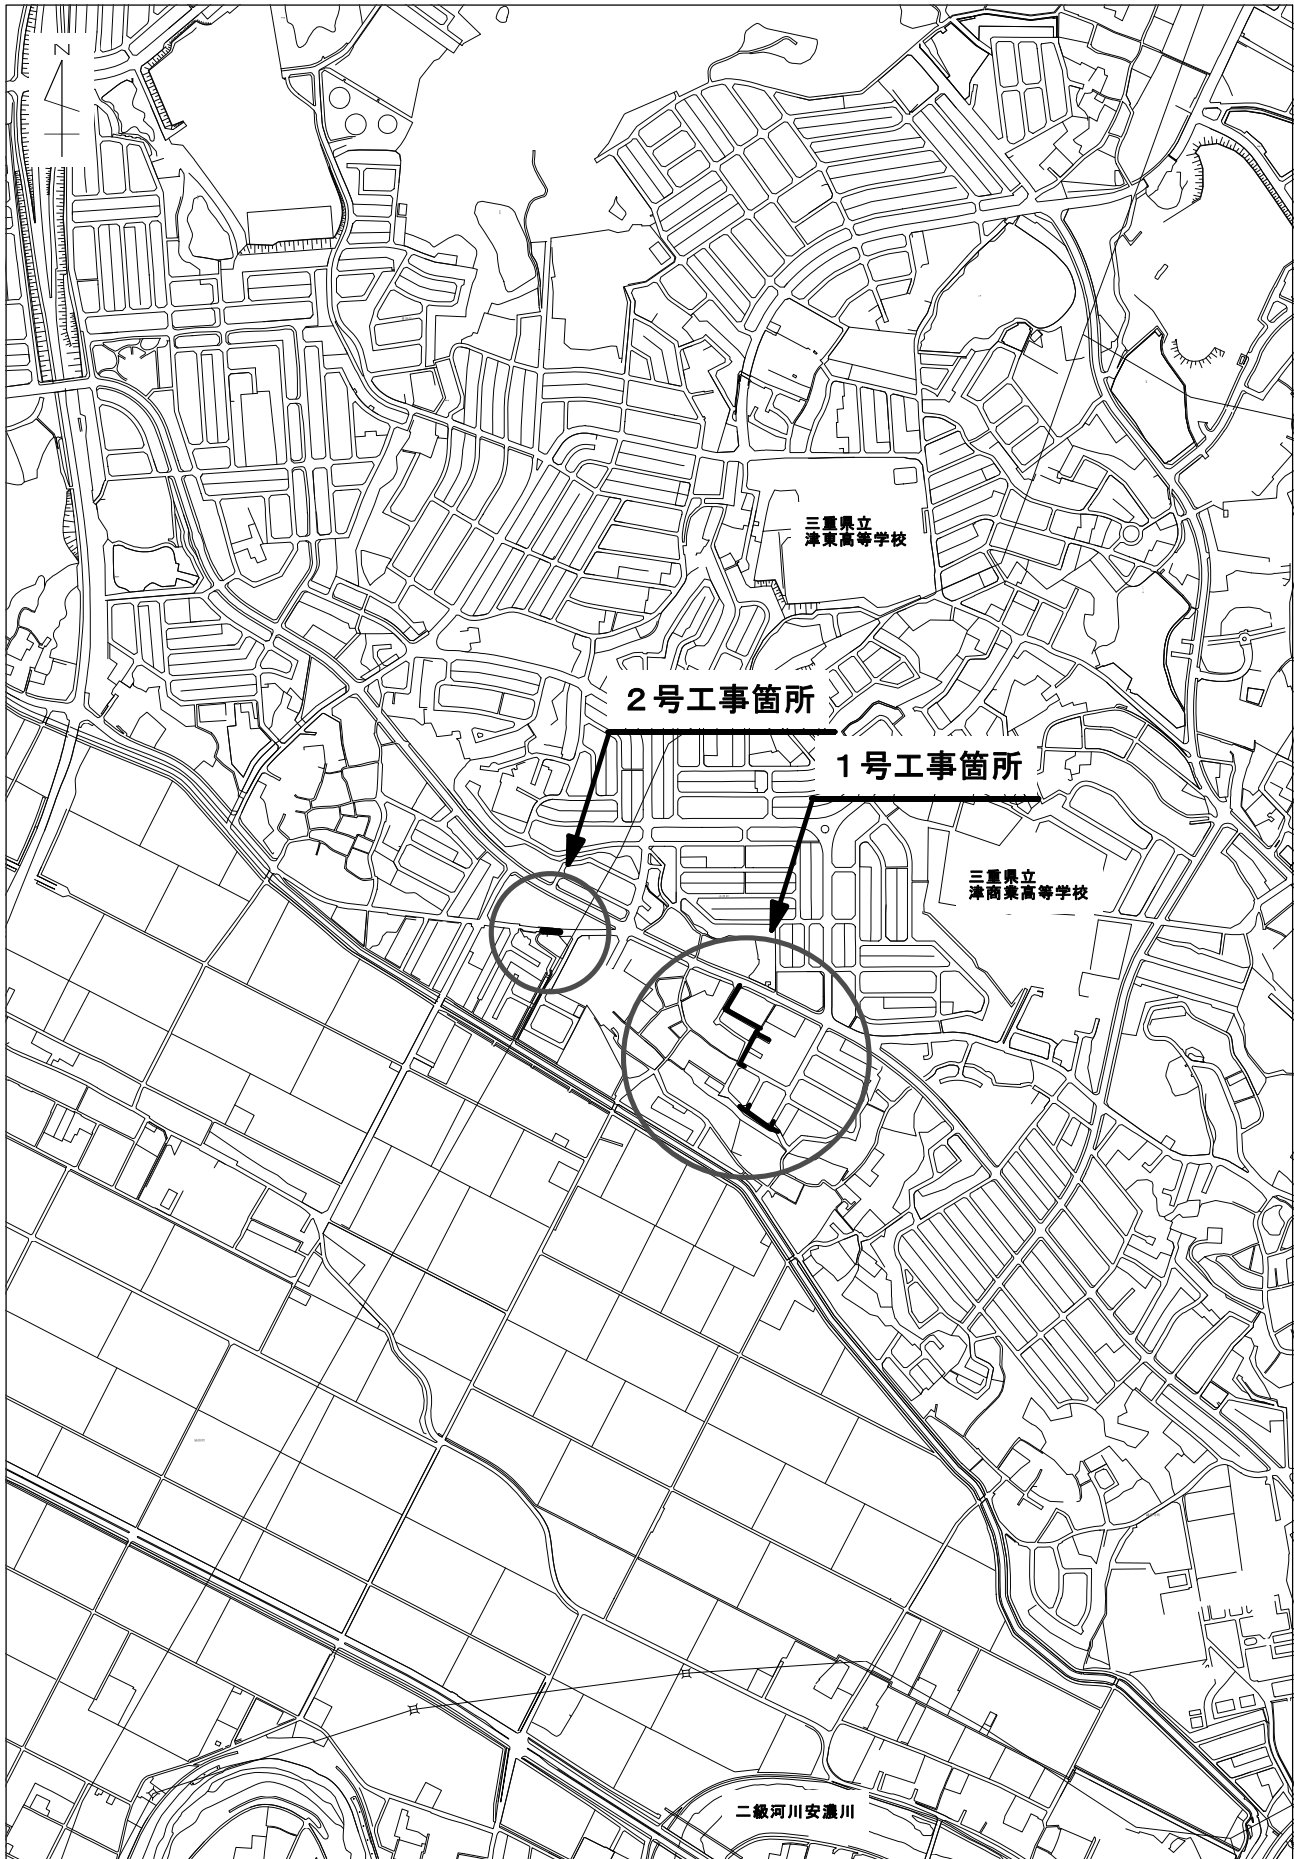 N
三重県立
津東高等学校
２号工事箇所
１号工事箇所
三重県立
津商業高等学校
二級河川安濃川